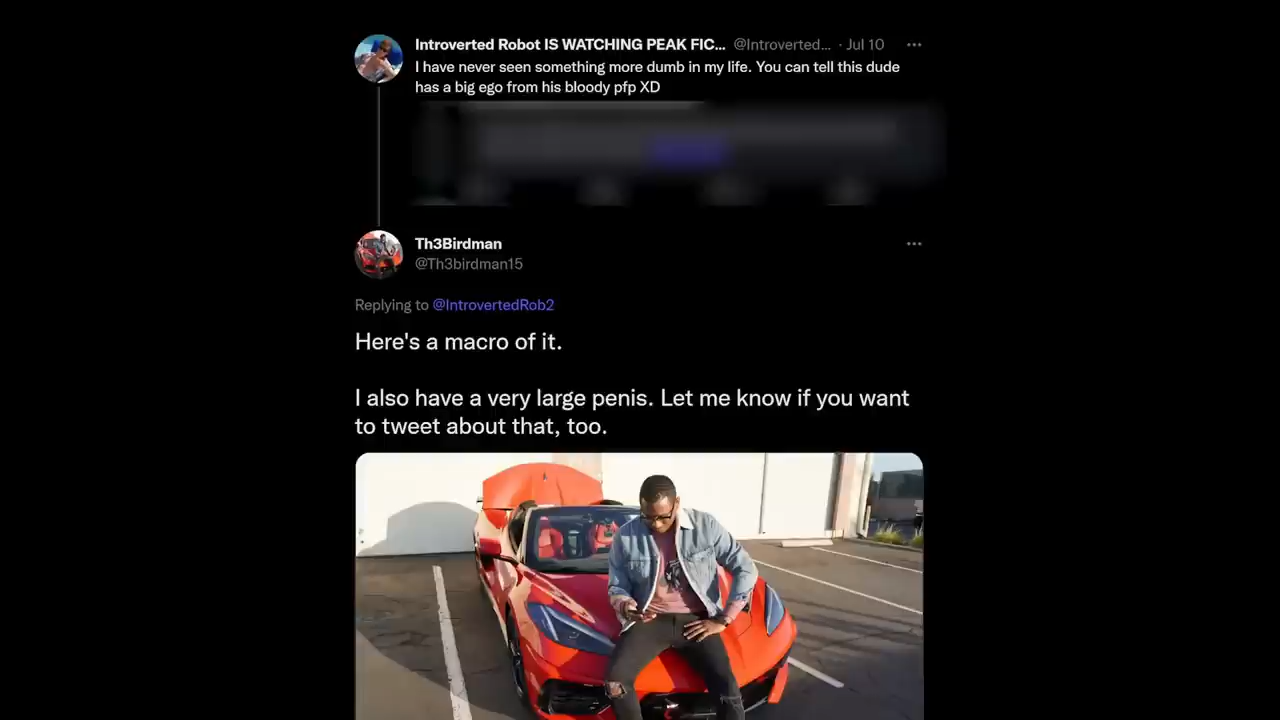 Introverted Robot IS WATCHING PEAK FIC... @Introverted... · Jul 10
I have never seen something more dumb in my life. You can tell this dude
has a big ego from his bloody pfp XD
Th3Birdman
@Th3birdman15
Replying to @IntrovertedRob2
Here's a macro of it.
I also have a very large penis. Let me know if you want
to tweet about that, too.